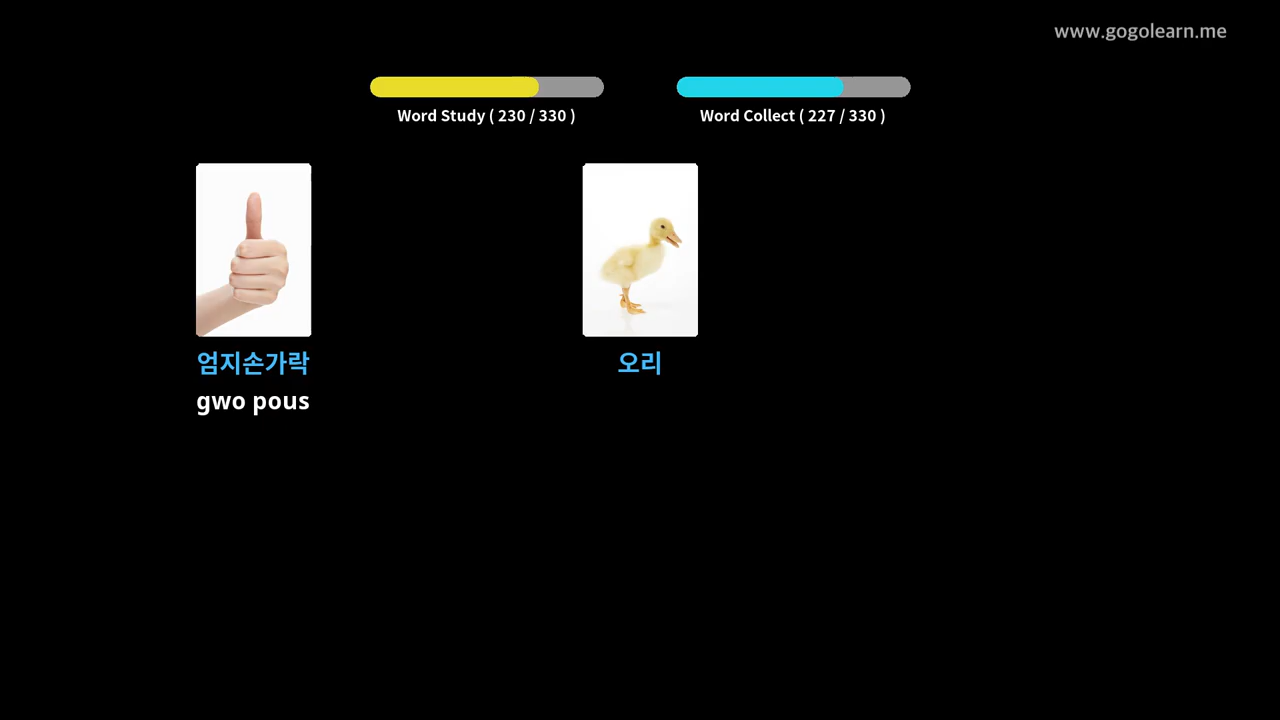 www.gogolearn.me
Word Study ( 230 / 330 )
Word Collect ( 227 / 330 )
엄지손가락
오리
gwo pous